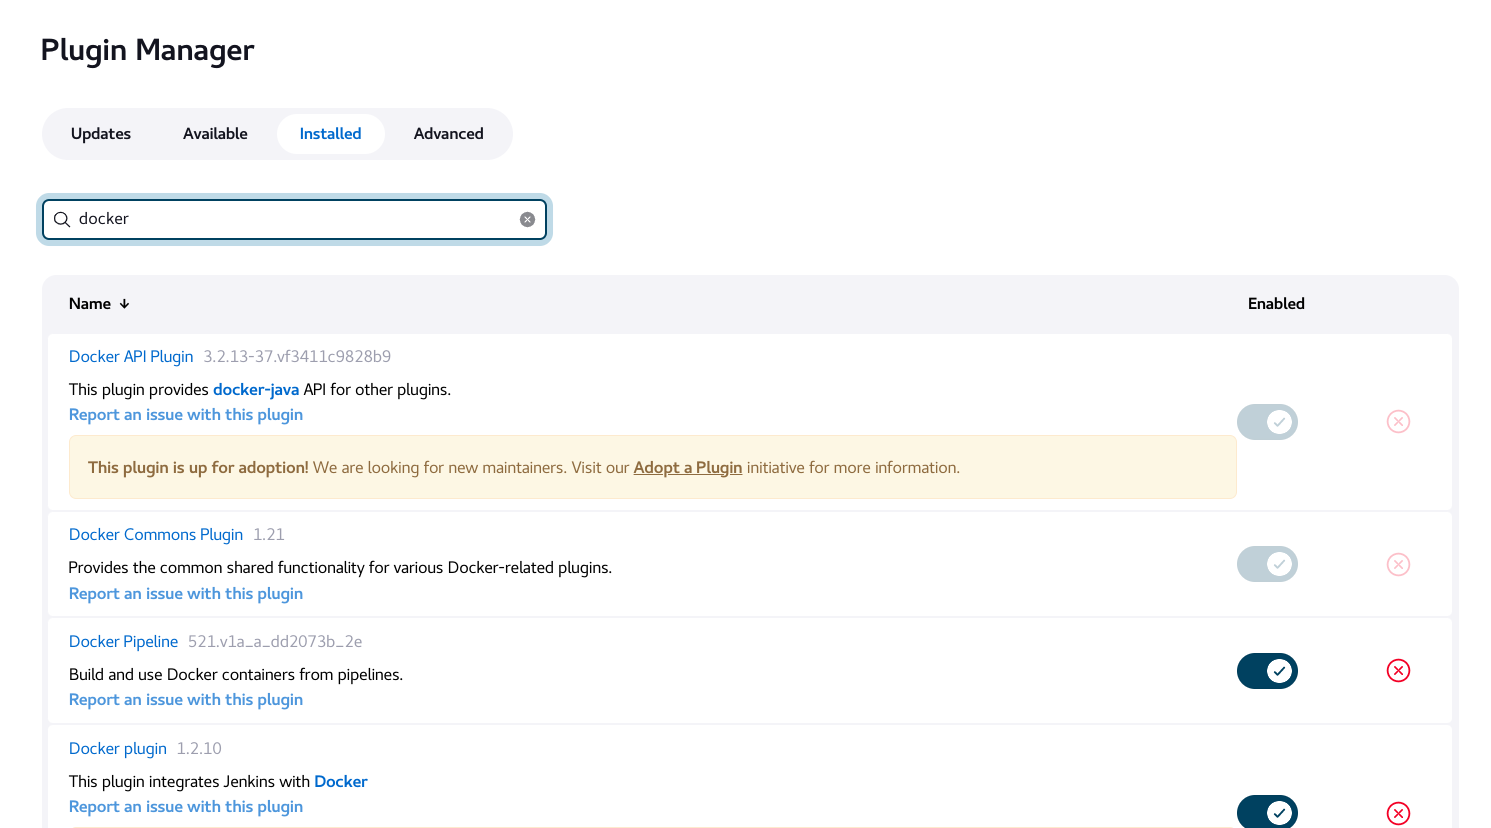 Plugin Manager
Updates Available Installed Advanced
docker
Name ↓ Enabled
Docker API Plugin 3.2.13-37.vf3411c9828b9
This plugin provides docker-java API for other plugins.
Report an issue with this plugin
This plugin is up for adoption! We are looking for new maintainers. Visit our Adopt a Plugin initiative for more information.
Docker Commons Plugin 1.21
Provides the common shared functionality for various Docker-related plugins.
Report an issue with this plugin
Docker Pipeline 521.v1a_a_dd2073b_2e
Build and use Docker containers from pipelines.
Report an issue with this plugin
Docker plugin 1.2.10
This plugin integrates Jenkins with Docker
Report an issue with this plugin